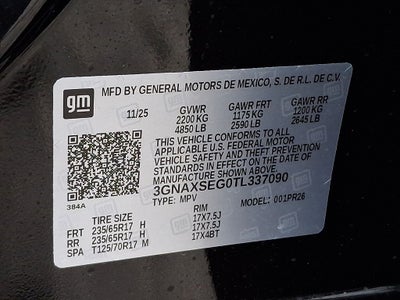 gm MFD BY GENERAL MOTORS DE MEXICO, S. DE R.L. DE C.V.
11/25 GVWR GAWR FRT GAWR RR
2200 KG 1175 KG 1200 KG
4850 LB 2590 LB 2645 LB
THIS VEHICLE CONFORMS TO ALL
APPLICABLE U.S. FEDERAL MOTOR
VEHICLE SAFETY, BUMPER, AND
THEFT PREVENTION STANDARDS
IN EFFECT ON THE DATE OF
MANUFACTURE SHOWN ABOVE.
3GNAXSEG0TL337090
TYPE: MPV MODEL: 001PR26
384A
TIRE SIZE RIM
FRT 235/65R17 H 17X7.5J
RR 235/65R17 H 17X7.5J
SPA T125/70R17 M 17X4BT